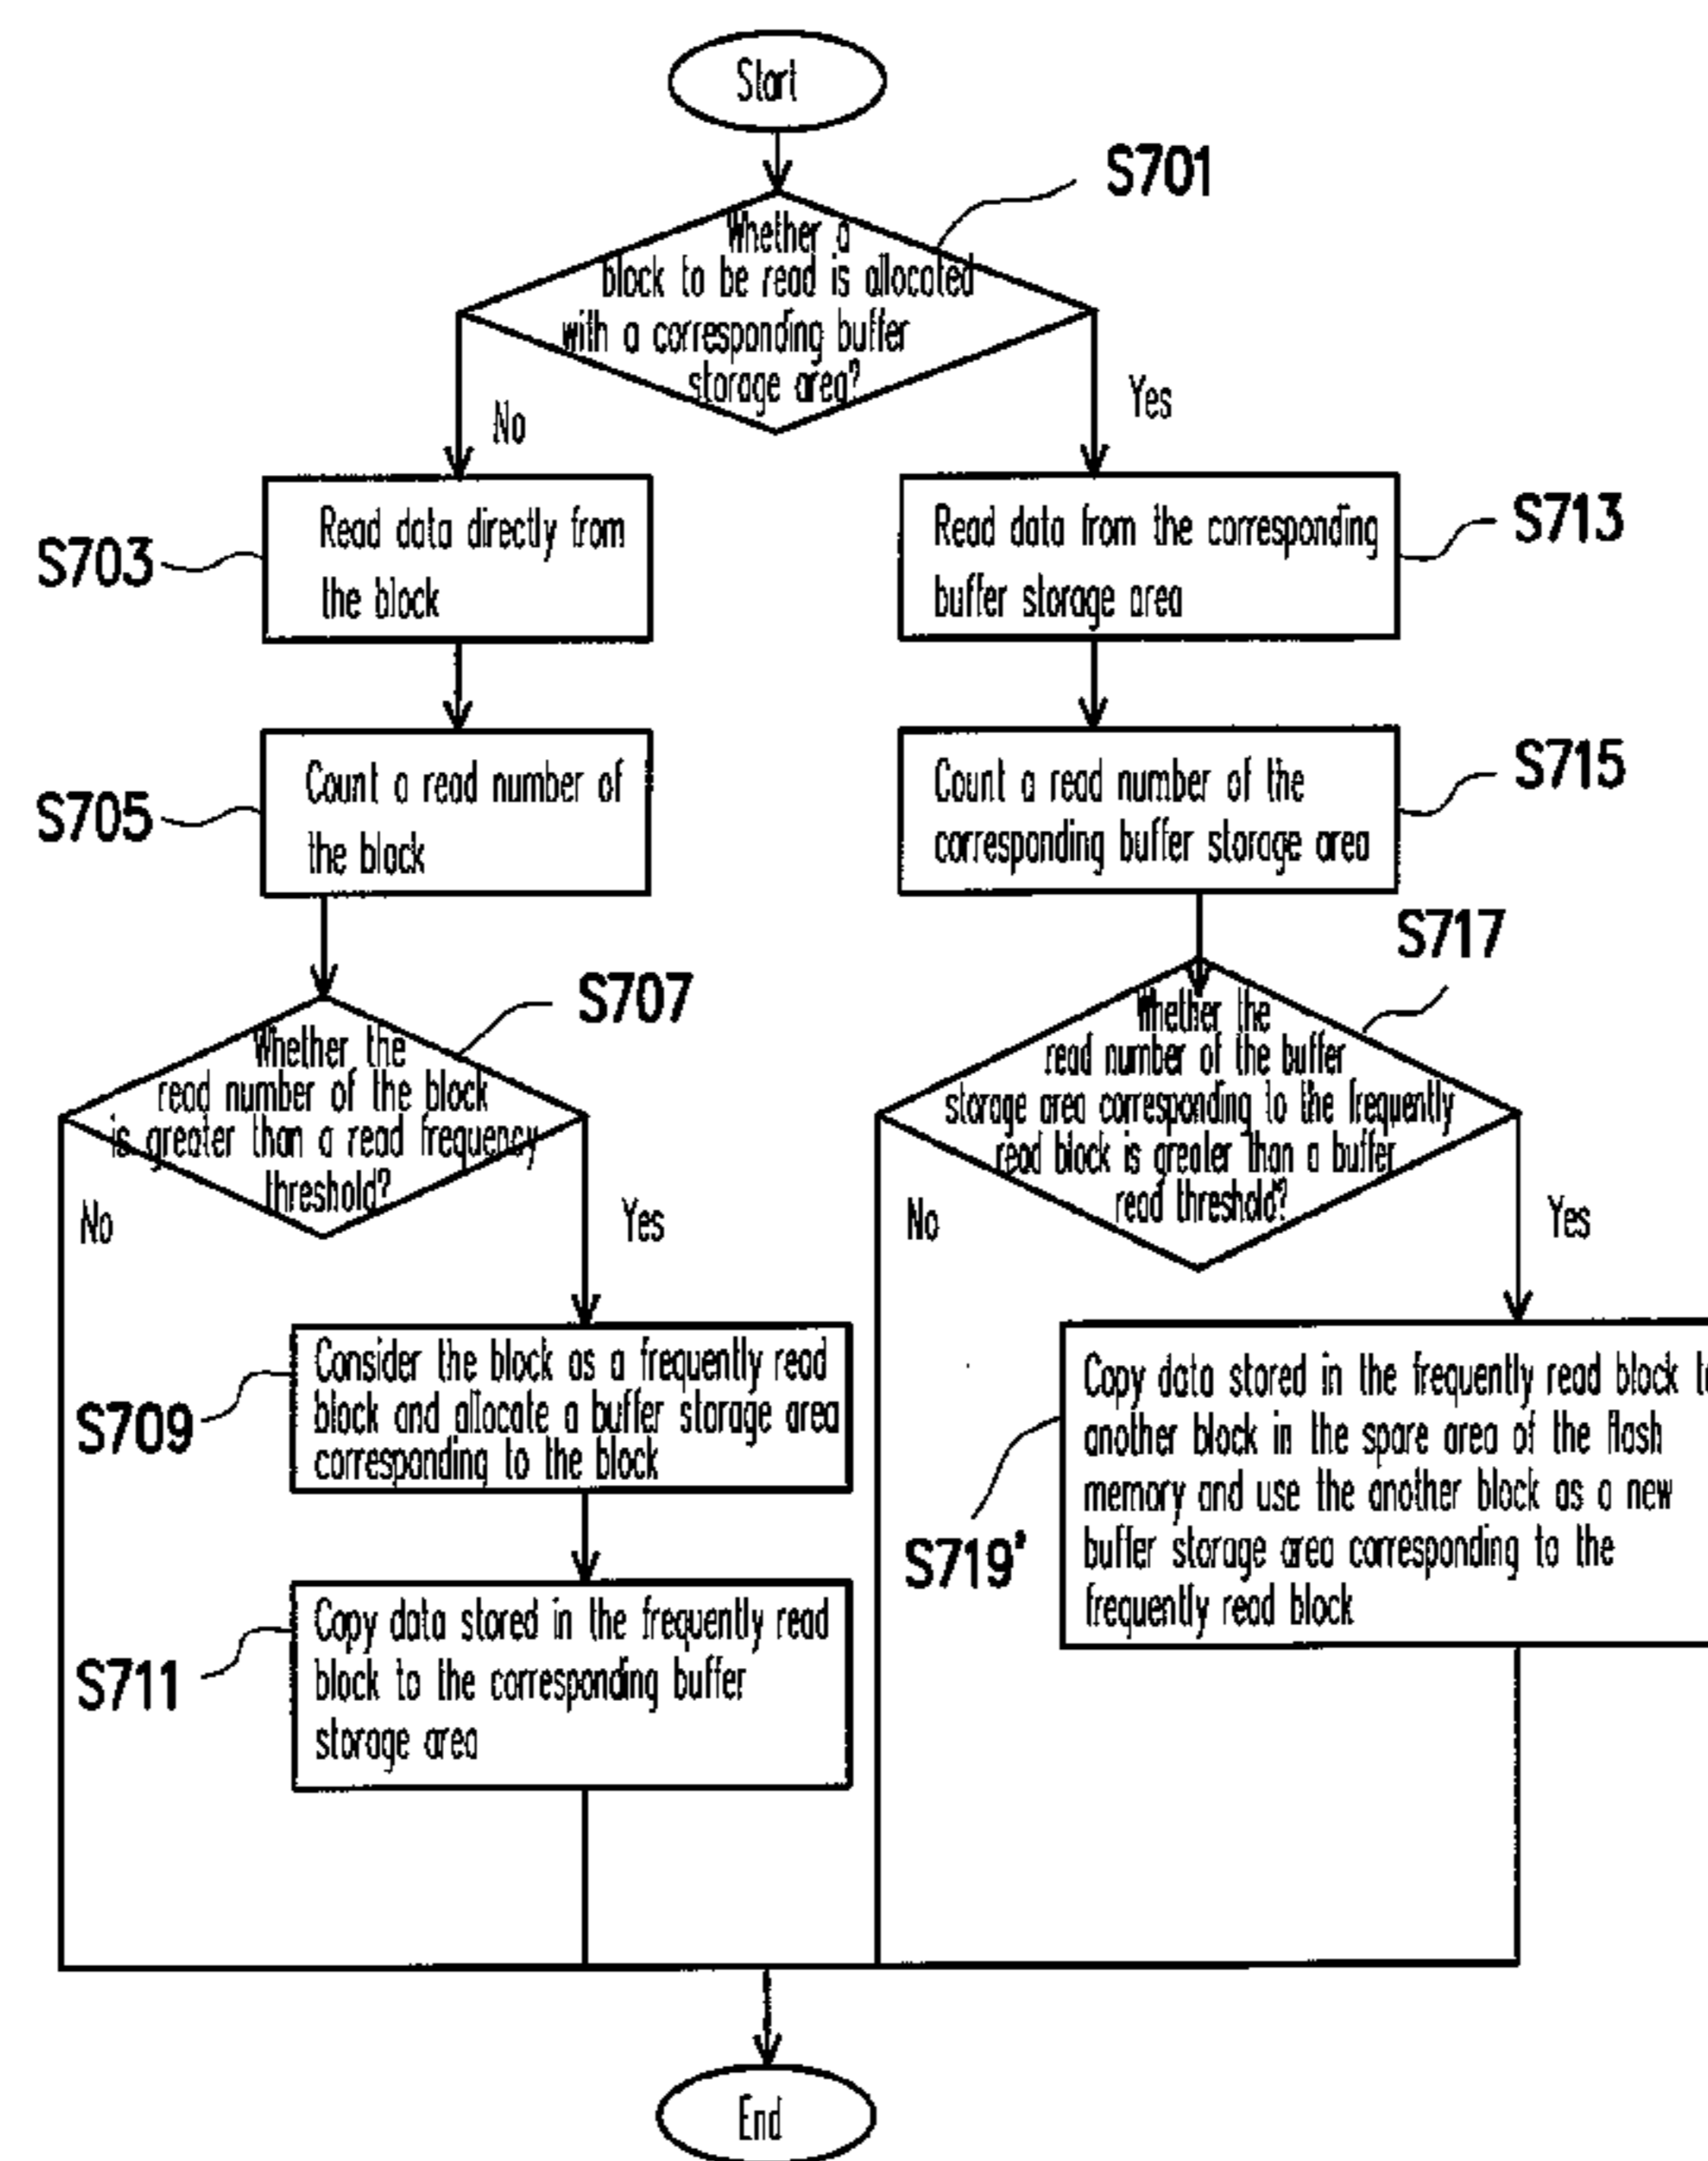 Start
S701
Whether a
block to be read is allocated
with a corresponding buffer
storage area?
No
Yes
S703
Read data directly from
the block
Read data from the corresponding
buffer storage area
S713
S705
Count a read number of
the block
Count a read number of the
corresponding buffer storage area
S715
S707
Whether the
read number of the block
is greater than a read frequency
threshold?
No
Yes
S717
Whether the
read number of the buffer
storage area corresponding to the frequently
read block is greater than a buffer
read threshold?
No
Yes
S709
Consider the block as a frequently read
block and allocate a buffer storage area
corresponding to the block
S711
Copy data stored in the frequently read
block to the corresponding buffer
storage area
S719'
Copy data stored in the frequently read block
another block in the spare area of the flash
memory and use the another block as a new
buffer storage area corresponding to the
frequently read block
End